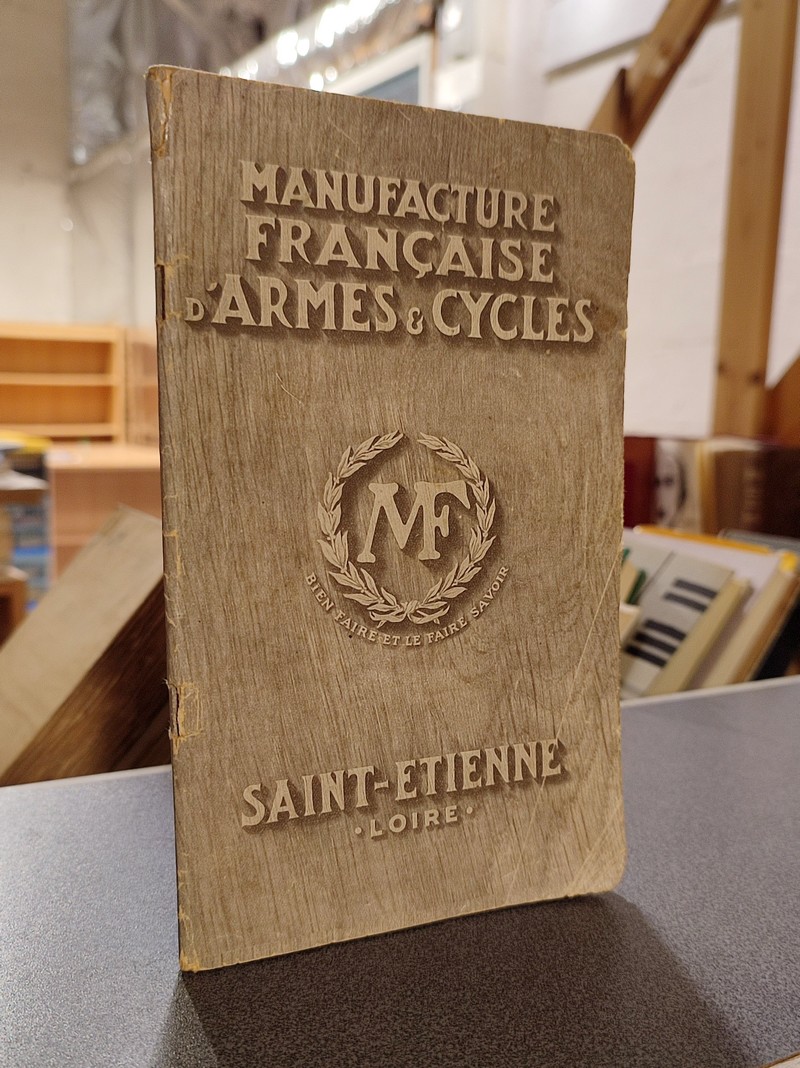 MANUFACTURE
FRANÇAISE
D'ARMES & CYCLES
MF
BIEN FAIRE ET LE FAIRE SAVOIR
SAINT-ETIENNE
·LOIRE·